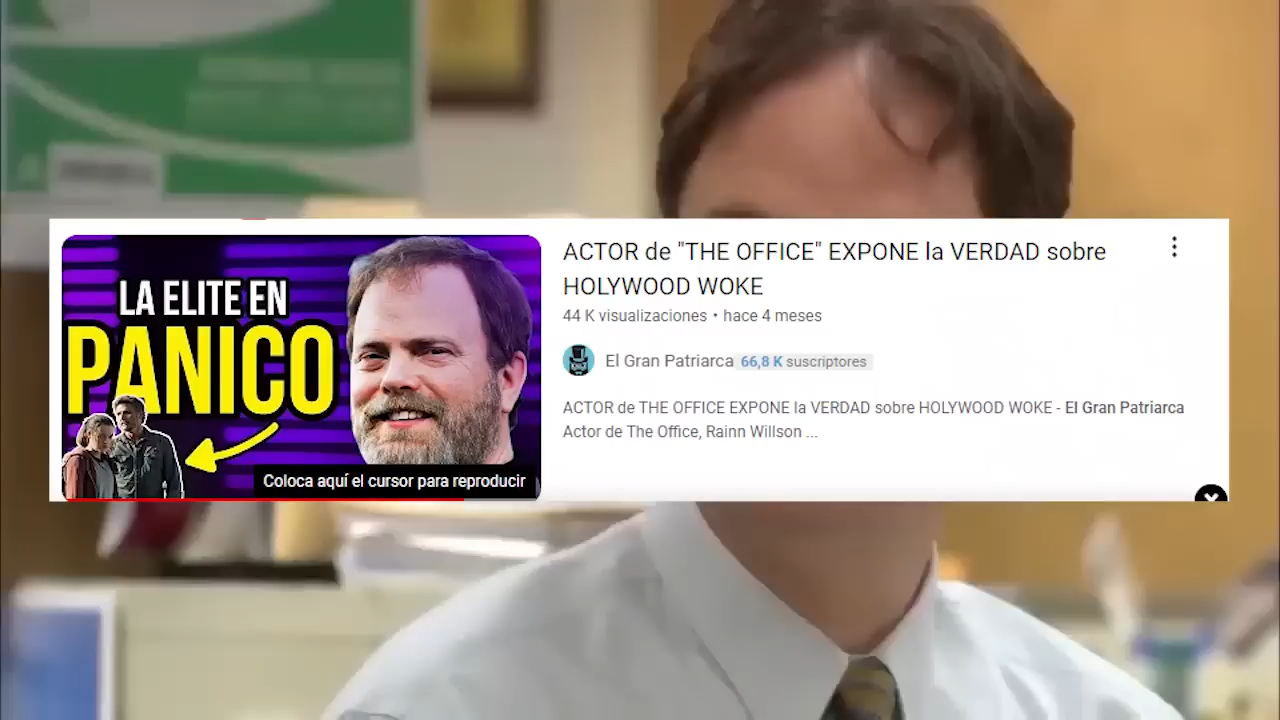 LA ELITE EN
PANICO
Coloca aquí el cursor para reproducir
ACTOR de "THE OFFICE" EXPONE la VERDAD sobre
HOLYWOOD WOKE
44 K visualizaciones • hace 4 meses
El Gran Patriarca 66,8 K suscriptores
ACTOR de THE OFFICE EXPONE la VERDAD sobre HOLYWOOD WOKE - El Gran Patriarca
Actor de The Office, Rainn Willson ...